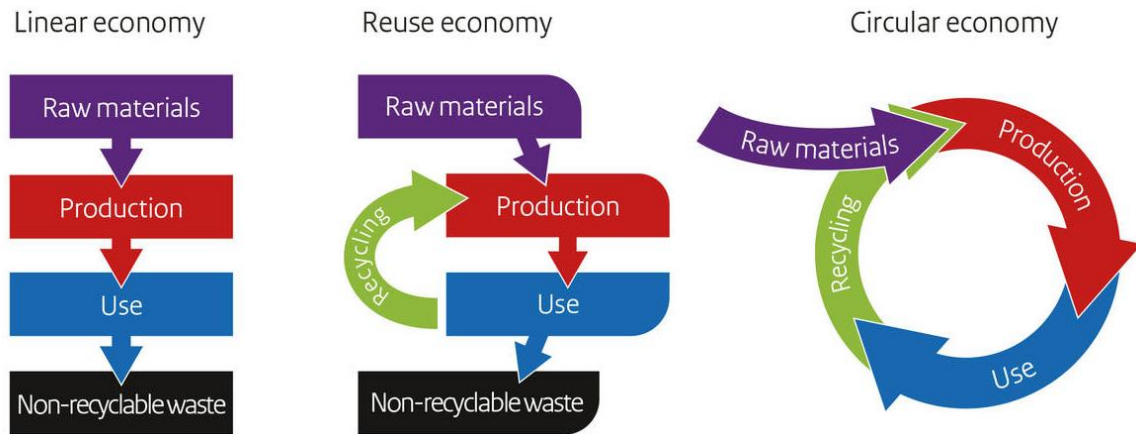 Linear economy
Raw materials
Production
Use
Non-recyclable waste
Reuse economy
Raw materials
Production
Recycling
Use
Non-recyclable waste
Circular economy
Raw materials
Production
Use
Recycling